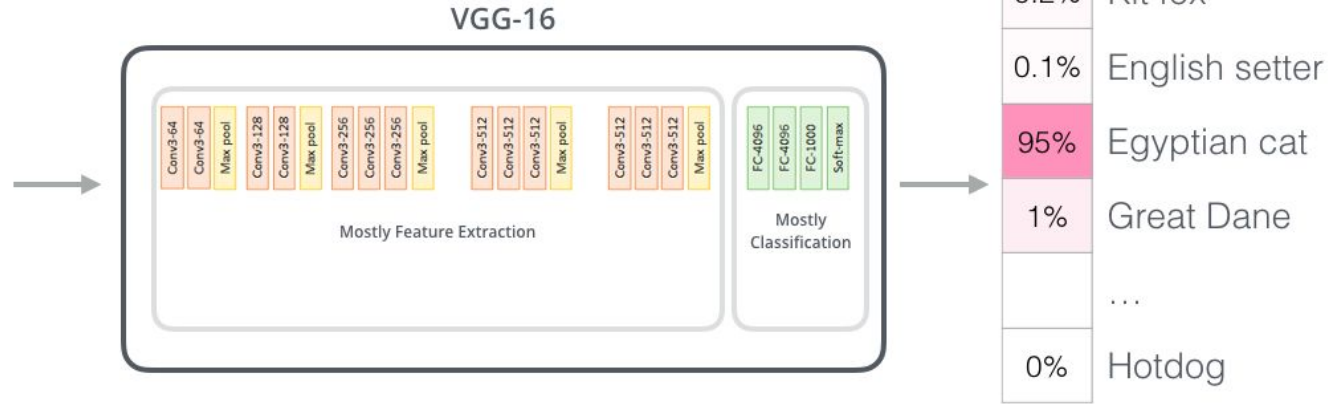 VGG-16
Conv3-64
Conv3-64
Max pool
Conv3-128
Conv3-128
Max pool
Conv3-256
Conv3-256
Conv3-256
Max pool
Conv3-512
Conv3-512
Conv3-512
Max pool
Conv3-512
Conv3-512
Conv3-512
Max pool
Mostly Feature Extraction
FC-4096
FC-4096
FC-1000
Soft-max
Mostly
Classification
0.1% English setter
95% Egyptian cat
1% Great Dane
...
0% Hotdog